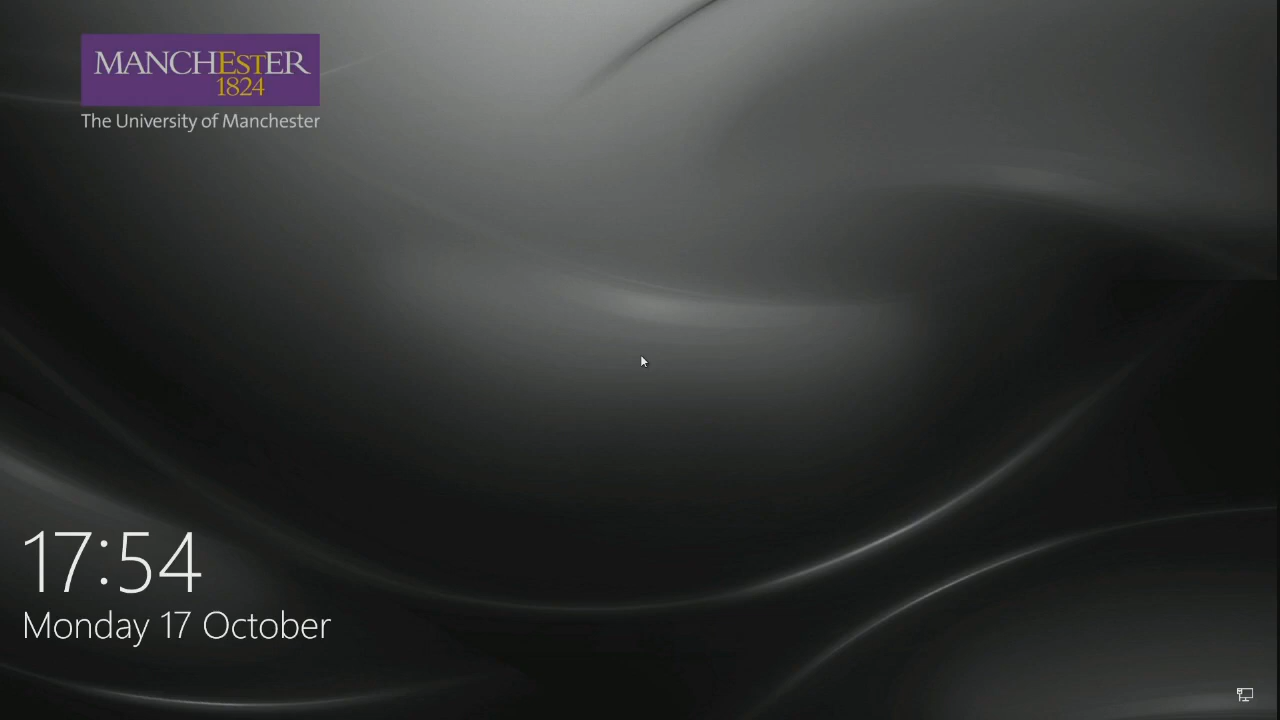 MANCHEsTER
1824
The University of Manchester
17:54
Monday 17 October